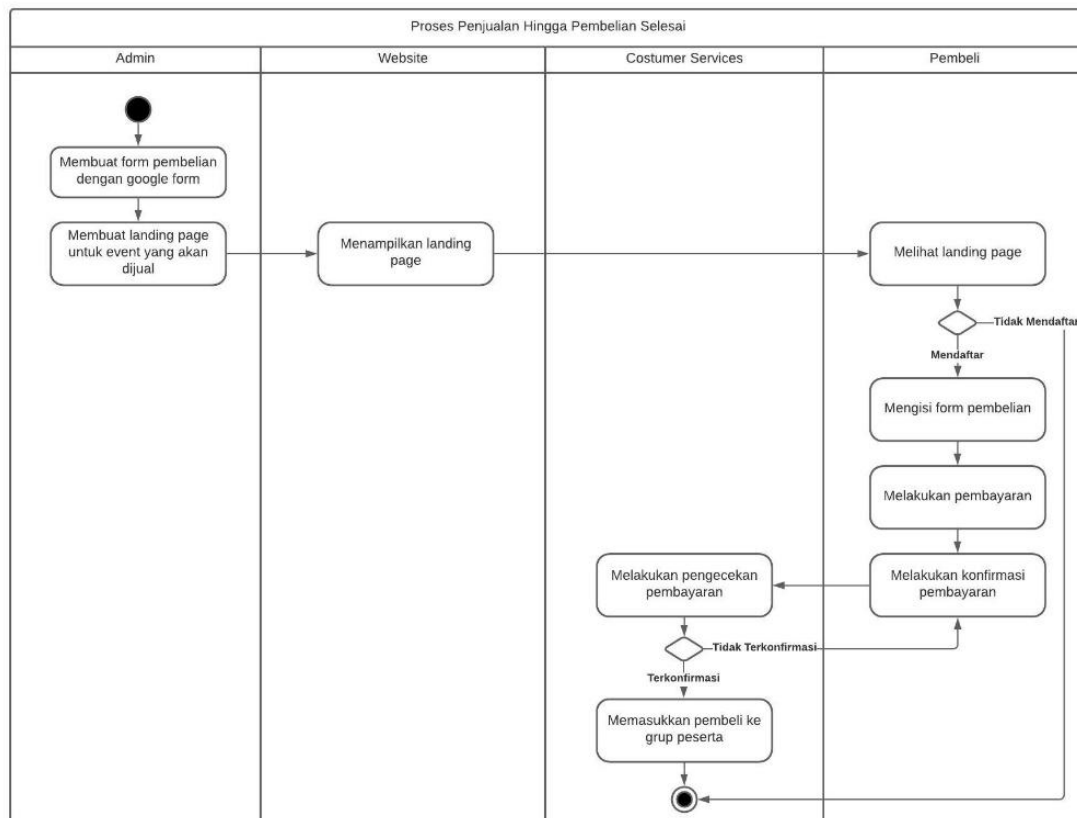 Proses Penjualan Hingga Pembelian Selesai
Admin
Website
Costumer Services
Pembeli
Membuat form pembelian
dengan google form
Membuat landing page
untuk event yang akan
dijual
Menampilkan landing
page
Melihat landing page
Tidak Mendaftar
Mendaftar
Mengisi form pembelian
Melakukan pembayaran
Melakukan konfirmasi
pembayaran
Melakukan pengecekan
pembayaran
Tidak Terkonfirmasi
Terkonfirmasi
Memasukkan pembeli ke
grup peserta